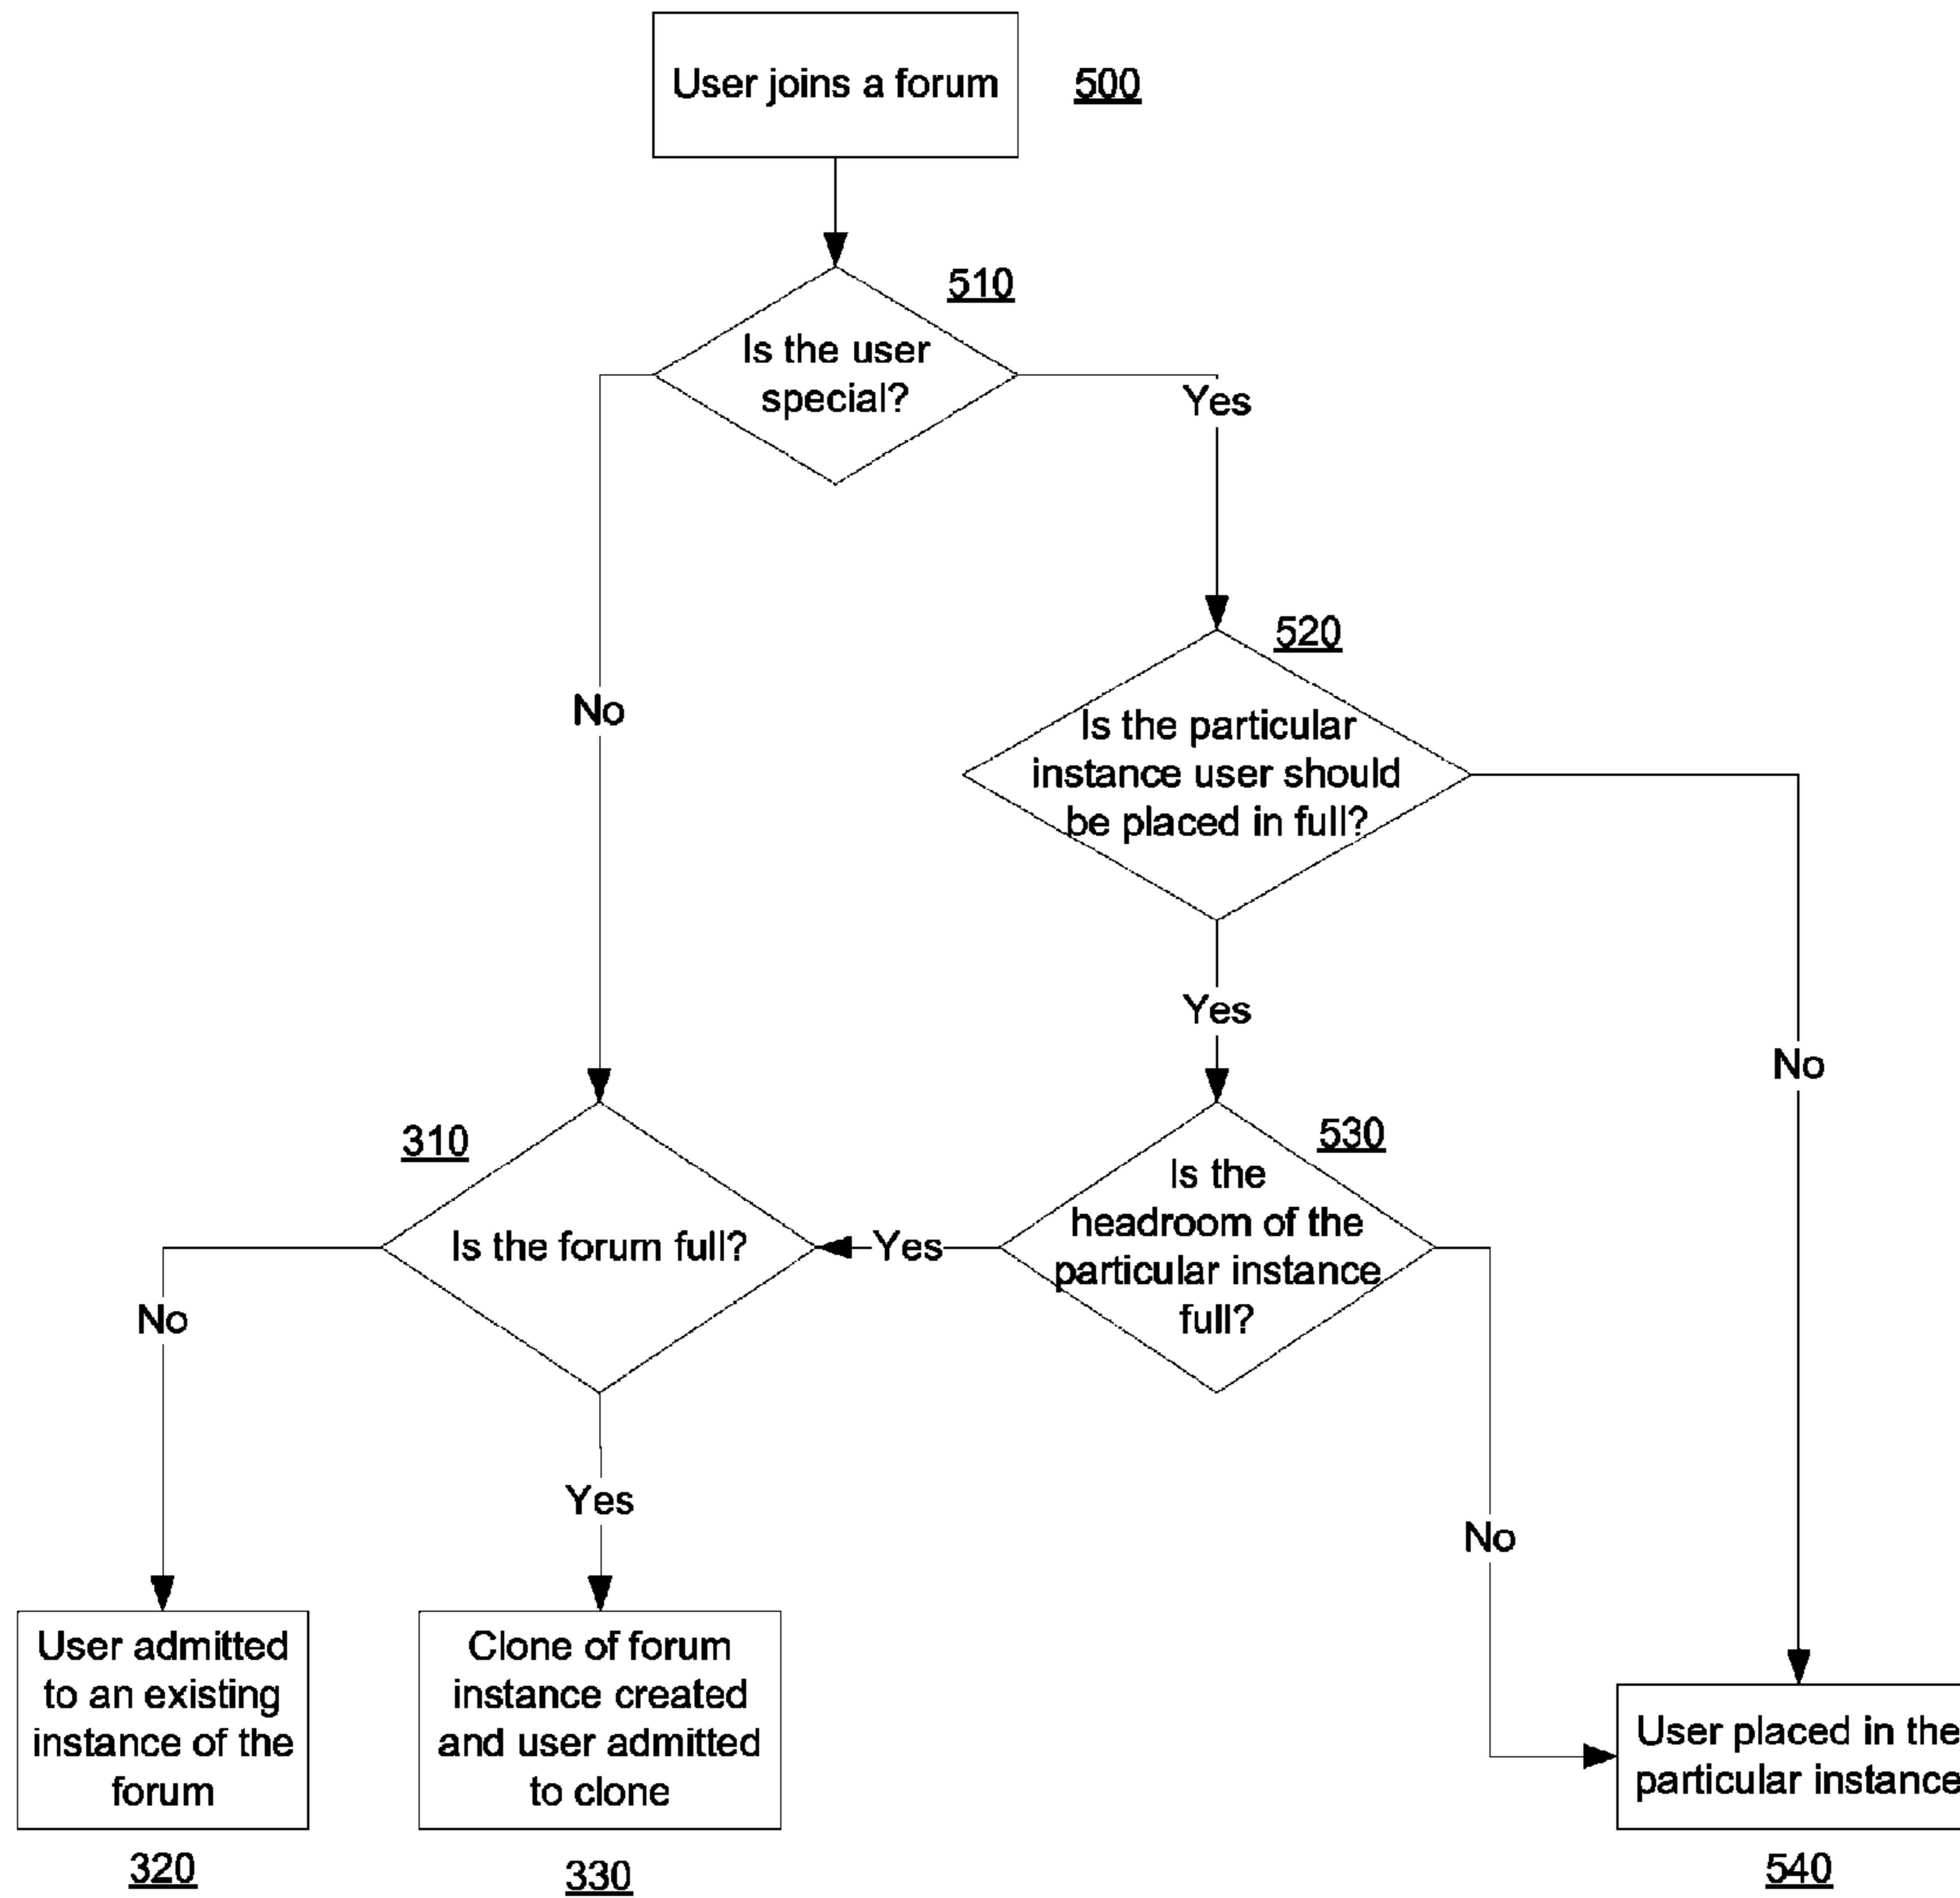 User joins a forum
500
510
Is the user
special?
Yes
520
No
Is the particular
instance user should
be placed in full?
Yes
No
310
530
Is the
headroom of the
particular instance
full?
Is the forum full?
Yes
No
Yes
No
User admitted
to an existing
instance of the
forum
Clone of forum
instance created
and user admitted
to clone
User placed in the
particular instance
320
330
540